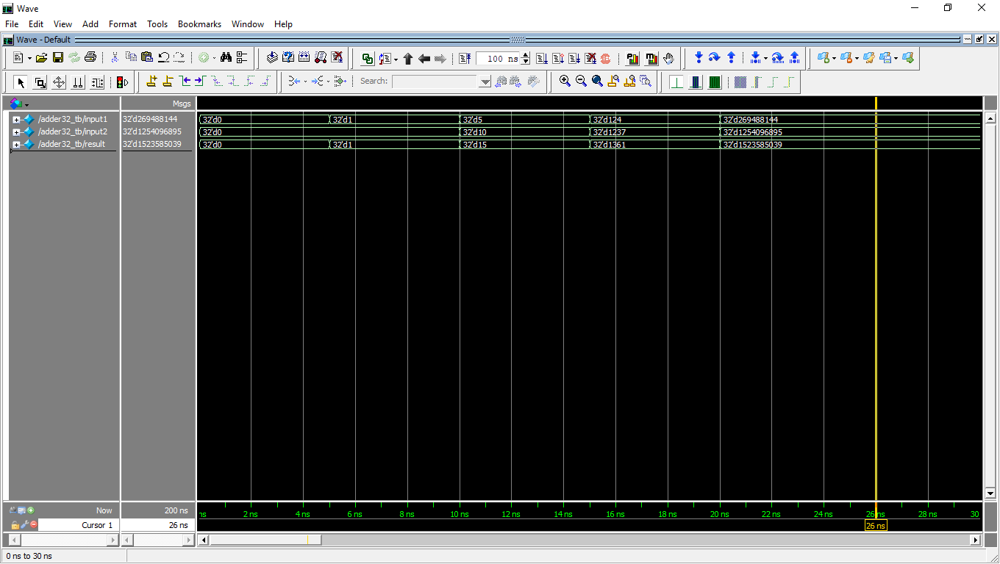 Wave
File Edit View Add Format Tools Bookmarks Window Help
Wave - Default
100 ns
Search:
Msgs
/adder32_tb/input1 32'd269488144 32'd0 32'd1 32'd5 32'd124 32'd269488144
/adder32_tb/input2 32'd1254096895 32'd0 32'd10 32'd1237 32'd1254096895
/adder32_tb/result 32'd1523585039 32'd0 32'd1 32'd15 32'd1361 32'd1523585039
Now 200 ns ns 2 ns 4 ns 6 ns 8 ns 10 ns 12 ns 14 ns 16 ns 18 ns 20 ns 22 ns 24 ns 26 ns 28 ns 30
Cursor 1 26 ns 26 ns
0 ns to 30 ns